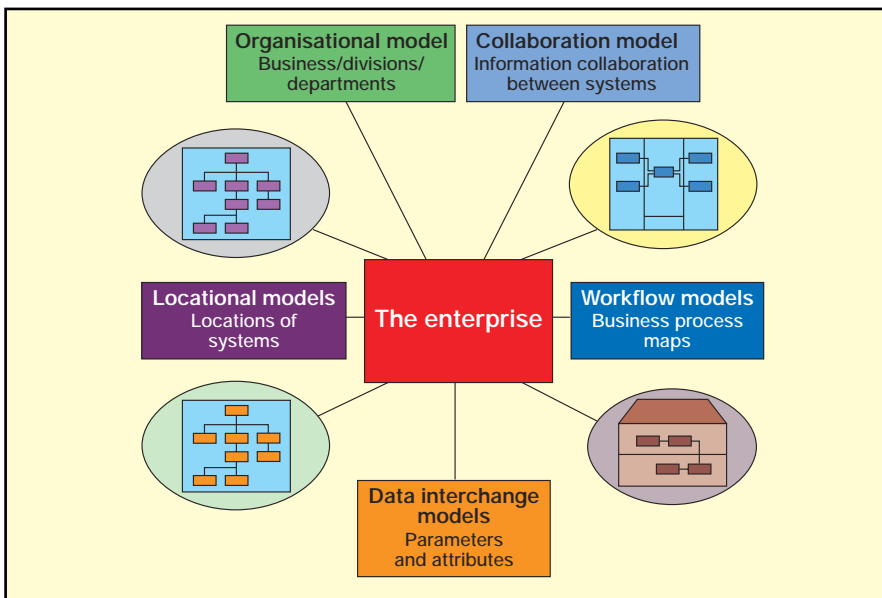 Organisational model
Business/divisions/
departments
Collaboration model
Information collaboration
between systems
Locational models
Locations of
systems
The enterprise
Workflow models
Business process
maps
Data interchange
models
Parameters
and attributes